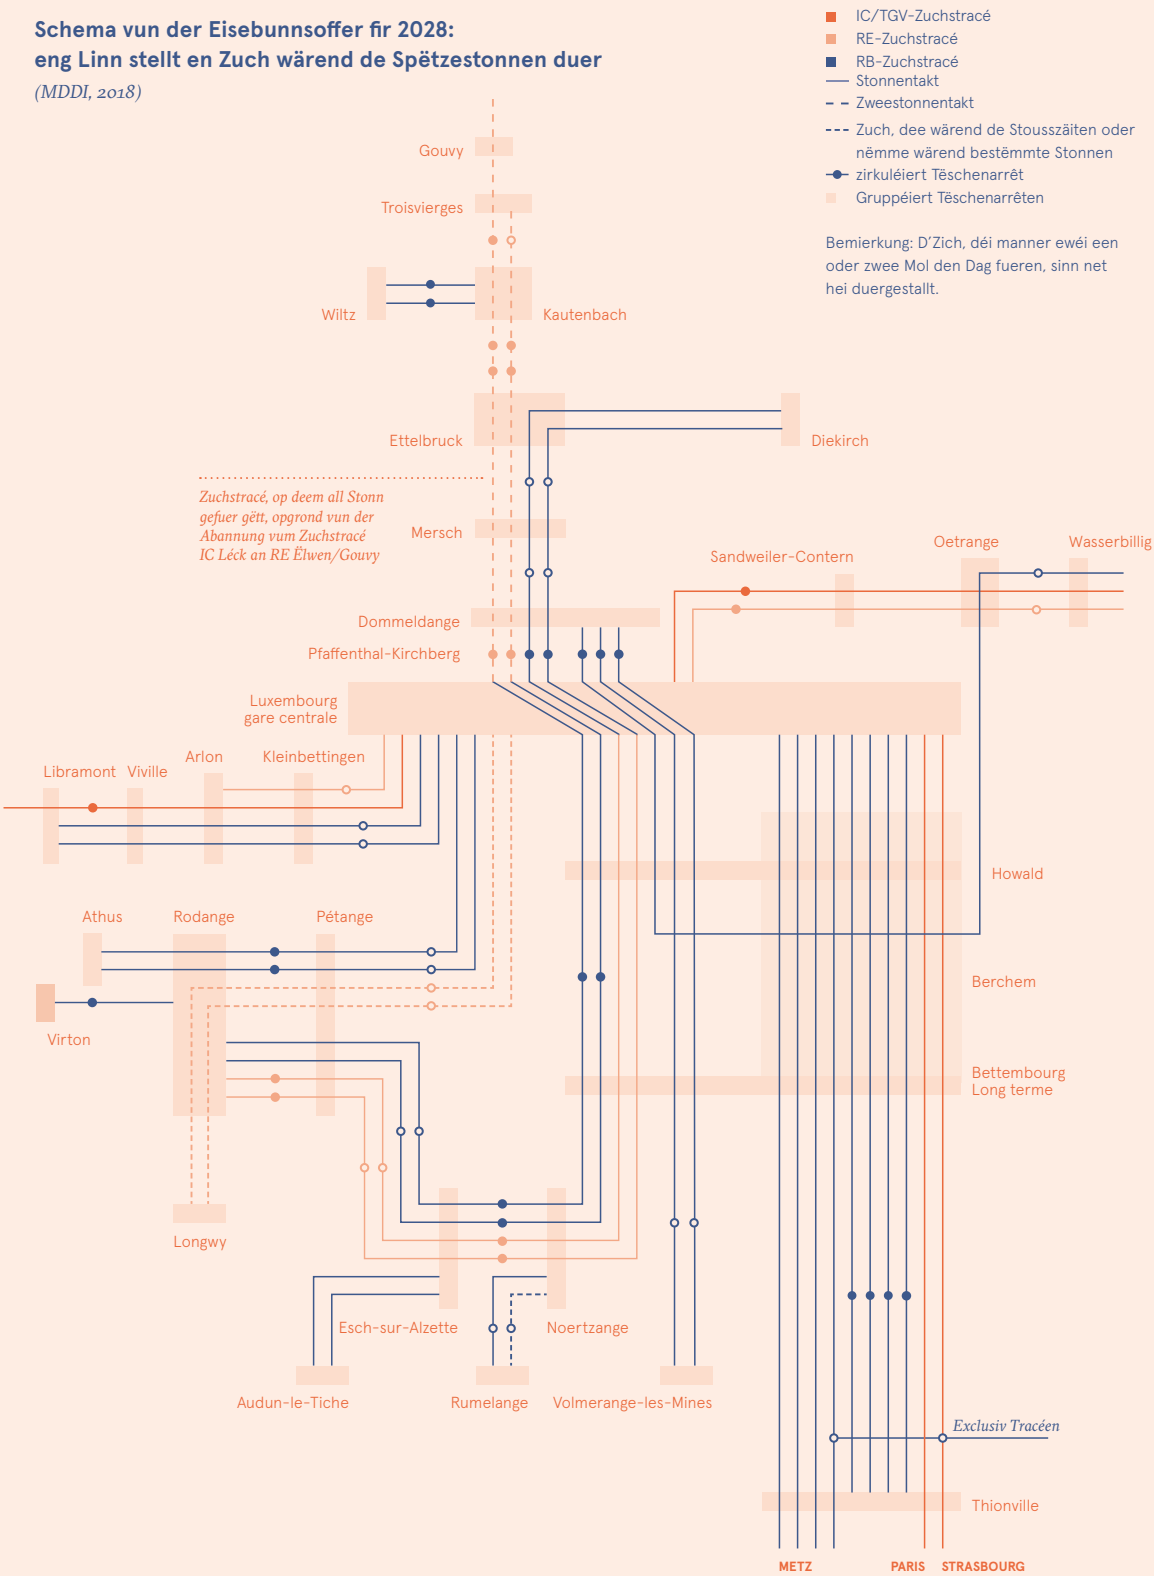 Schema vun der Eisebunnsoffer fir 2028:
eng Linn stellt en Zuch wärend de Spëtzestonnen duer
(MDDI, 2018)
IC/TGV-Zuchstracé
RE-Zuchstracé
RB-Zuchstracé
Stonnentakt
Zweestonnentakt
Zuch, dee wärend de Stousszäiten oder
nëmme wärend bestëmmte Stonnen
zirkuléiert Tëschenarrêt
Gruppéiert Tëschenarrêten
Bemierkung: D'Zich, déi manner ewéi een
oder zwee Mol den Dag fueren, sinn net
hei duergestallt.
Gouvy
Troisvierges
Wiltz
Kautenbach
Ettelbruck
Diekirch
Zuchstracé, op deem all Stonn
gefuer gëtt, opgrond vun der
Abannung vum Zuchstracé
IC Léck an RE Ëlwen/Gouvy
Mersch
Sandweiler-Contern
Oetrange
Wasserbillig
Dommeldange
Pfaffenthal-Kirchberg
Luxembourg
gare centrale
Arlon
Kleinbettingen
Libramont
Viville
Howald
Athus
Rodange
Pétange
Berchem
Virton
Bettembourg
Long terme
Longwy
Esch-sur-Alzette
Noertzange
Audun-le-Tiche
Rumelange
Volmerange-les-Mines
Exclusiv Tracéen
Thionville
METZ
PARIS
STRASBOURG